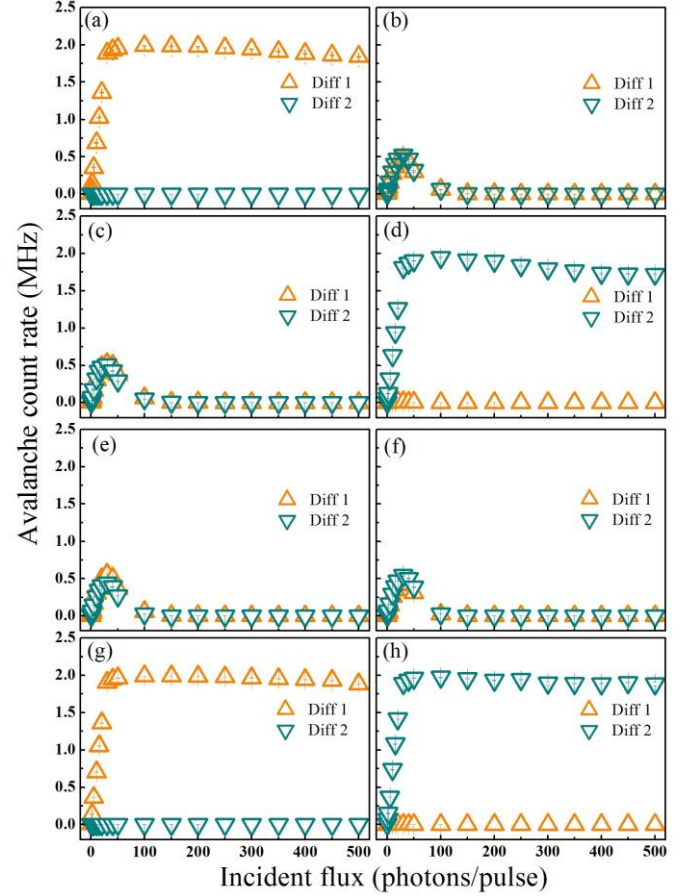 Avalanche count rate (MHz)
(a)
2.5
2.0
1.5
1.0
0.5
0.0
Diff 1
Diff 2
(b)
Diff 1
Diff 2
(c)
2.5
2.0
1.5
1.0
0.5
0.0
Diff 1
Diff 2
(d)
Diff 1
Diff 2
(e)
2.5
2.0
1.5
1.0
0.5
0.0
Diff 1
Diff 2
(f)
Diff 1
Diff 2
(g)
2.5
2.0
1.5
1.0
0.5
0.0
Diff 1
Diff 2
0 100 200 300 400 500
(h)
Diff 1
Diff 2
0 100 200 300 400 500
Incident flux (photons/pulse)